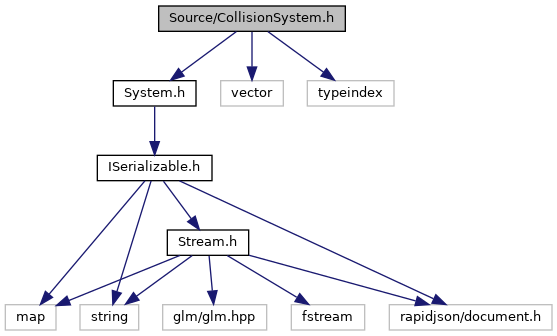 Source/CollisionSystem.h
System.h
vector
typeindex
ISerializable.h
Stream.h
map
string
glm/glm.hpp
fstream
rapidjson/document.h